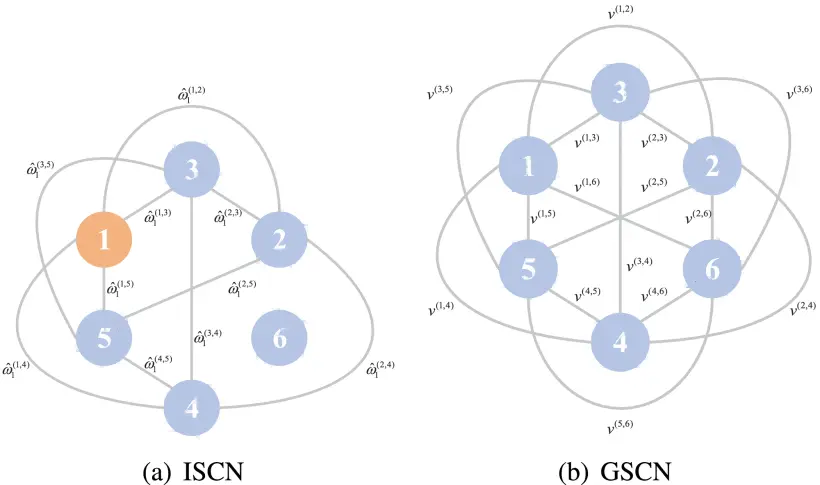 ν^(1,2)
ω̂₁^(1,2)
ν^(3,5)
3
ν^(3,6)
ω̂₁^(3,5)
3
ν^(1,3)
ν^(2,3)
1
2
ν^(1,6)
ν^(2,5)
ω̂₁^(1,3)
ω̂₁^(2,3)
ν^(1,5)
ν^(2,6)
1
2
5
6
ν^(3,4)
ω̂₁^(1,5)
ω̂₁^(2,5)
ν^(4,5)
ν^(4,6)
ν^(1,4)
ν^(2,4)
5
6
ω̂₁^(3,4)
4
ω̂₁^(4,5)
ω̂₁^(1,4)
ω̂₁^(2,4)
4
ν^(5,6)
(a) ISCN
(b) GSCN